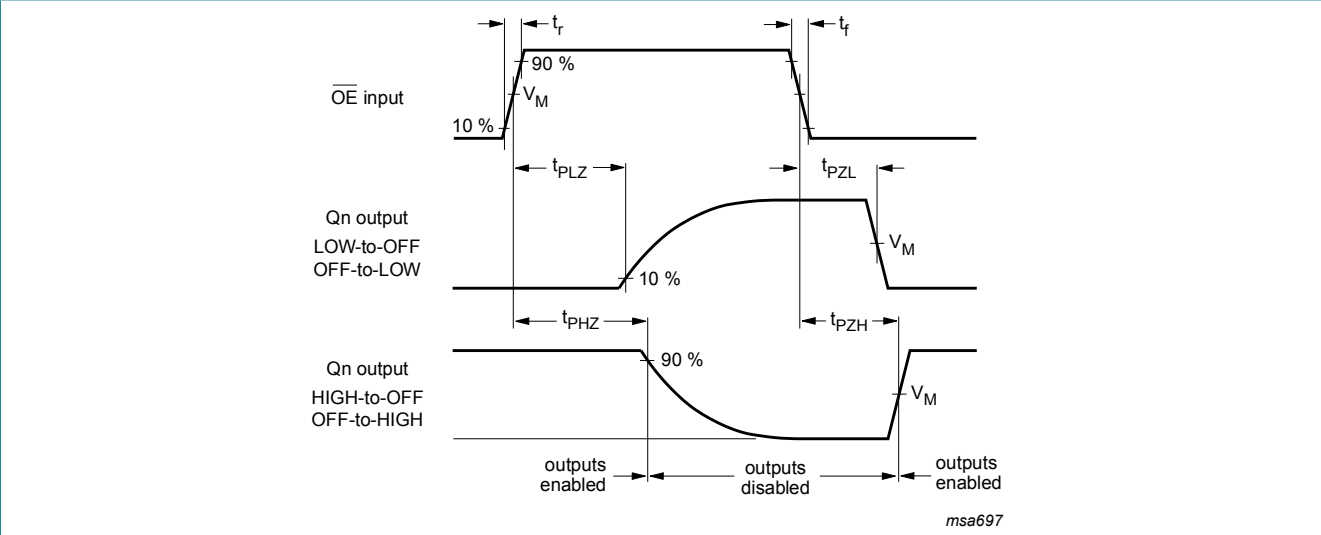 t_r
t_f
90 %
O̅E̅ input
V_M
10 %
t_PLZ
t_PZL
Qn output
LOW-to-OFF
OFF-to-LOW
V_M
10 %
t_PHZ
t_PZH
Qn output
HIGH-to-OFF
OFF-to-HIGH
90 %
V_M
outputs
enabled
outputs
disabled
outputs
enabled
msa697